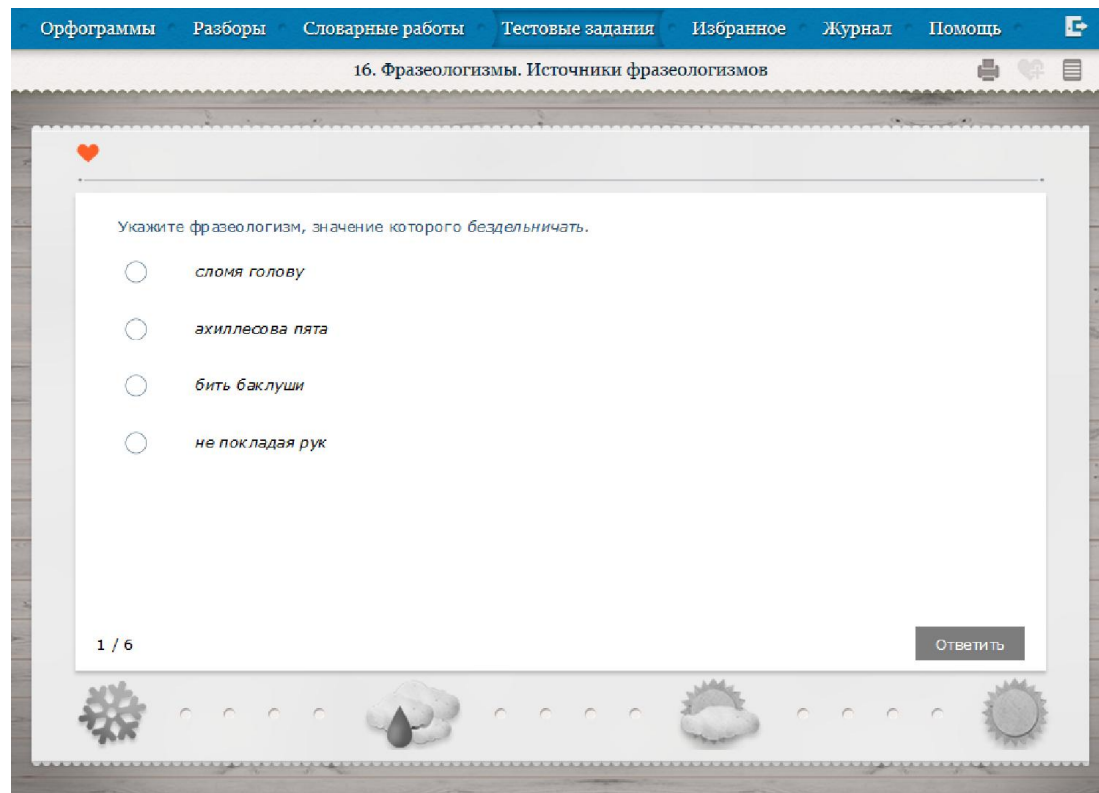 Орфограммы Разборы Словарные работы Тестовые задания Избранное Журнал Помощь
16. Фразеологизмы. Источники фразеологизмов
Укажите фразеологизм, значение которого бездельничать.
сломя голову
ахиллесова пята
бить баклуши
не покладая рук
1 / 6
Ответить